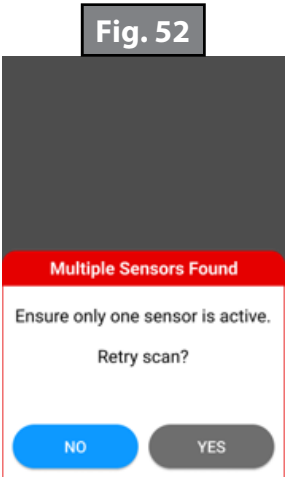 Fig. 52
Multiple Sensors Found
Ensure only one sensor is active.
Retry scan?
NO
YES